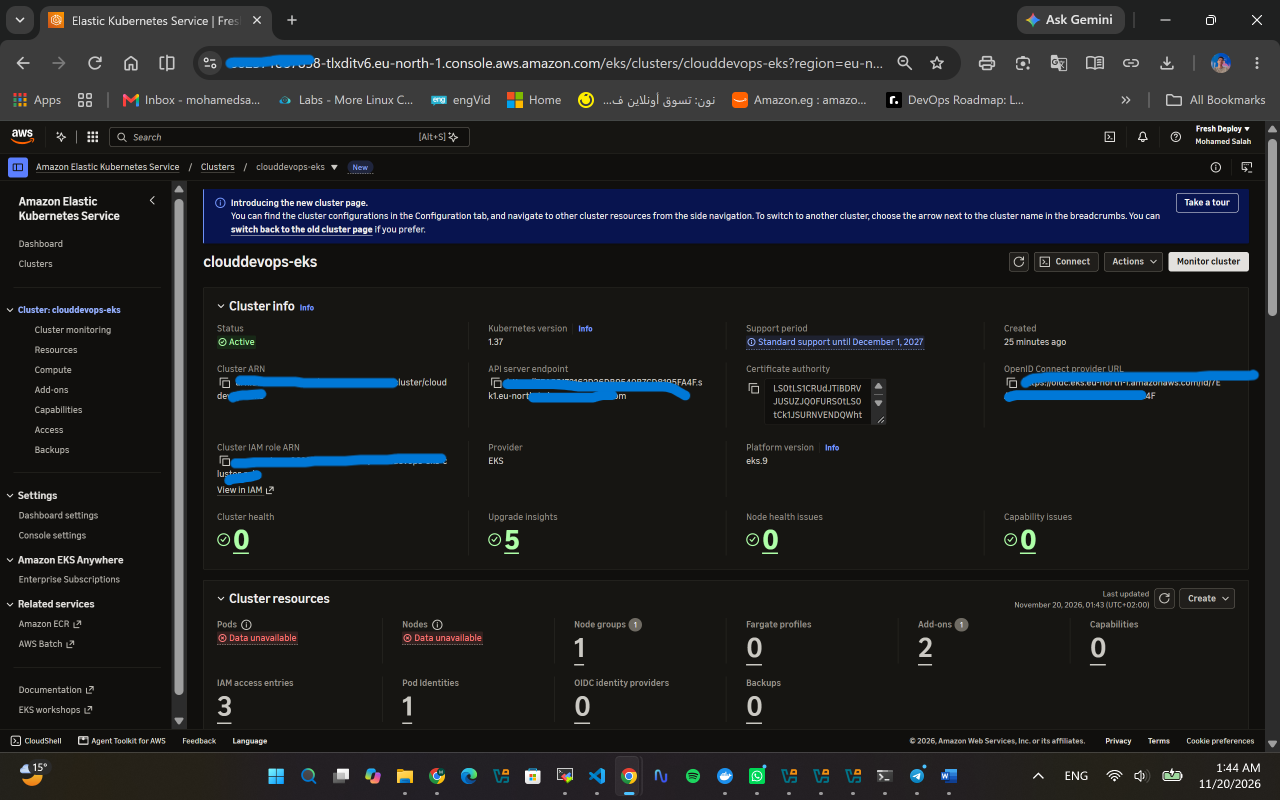 Elastic Kubernetes Service | Fres
Ask Gemini
8-tlxditv6.eu-north-1.console.aws.amazon.com/eks/clusters/clouddevops-eks?region=eu-n...
Apps
Inbox - mohamedsa...
Labs - More Linux C...
eng
engVid
Home
نون: تسوق أونلاين ف...
Amazon.eg : amazo...
r.
DevOps Roadmap: L...
All Bookmarks
aws
Search
[Alt+S]
Fresh Deploy
Mohamed Salah
Amazon Elastic Kubernetes Service / Clusters / clouddevops-eks
New
Amazon Elastic
Kubernetes Service
Dashboard
Clusters
Cluster: clouddevops-eks
Cluster monitoring
Resources
Compute
Add-ons
Capabilities
Access
Backups
Settings
Dashboard settings
Console settings
Amazon EKS Anywhere
Enterprise Subscriptions
Related services
Amazon ECR
AWS Batch
Documentation
EKS workshops
Introducing the new cluster page.
You can find the cluster configurations in the Configuration tab, and navigate to other cluster resources from the side navigation. To switch to another cluster, choose the arrow next to the cluster name in the breadcrumbs. You can
switch back to the old cluster page if you prefer.
Take a tour
clouddevops-eks
Connect
Actions
Monitor cluster
Cluster info Info
Status
Active
Kubernetes version Info
1.37
Support period
Standard support until December 1, 2027
Created
25 minutes ago
Cluster ARN
luster/cloud
dev
API server endpoint
k1.eu-nort
om
Certificate authority
LS0tLS1CRUdJTiBDRV
JUSUZJQ0FURS0tLS0
tCk1JSURNVENDQWht
OpenID Connect provider URL
4F
Cluster IAM role ARN
View in IAM
Provider
EKS
Platform version Info
eks.9
Cluster health
0
Upgrade insights
5
Node health issues
0
Capability issues
0
Cluster resources
Last updated
November 20, 2026, 01:43 (UTC+02:00)
Create
Pods
Data unavailable
Nodes
Data unavailable
Node groups 1
1
Fargate profiles
0
Add-ons 1
2
Capabilities
0
IAM access entries
3
Pod Identities
1
OIDC identity providers
0
Backups
0
CloudShell
Agent Toolkit for AWS
Feedback
Language
© 2026, Amazon Web Services, Inc. or its affiliates.
Privacy
Terms
Cookie preferences
15°
ENG
1:44 AM
11/20/2026